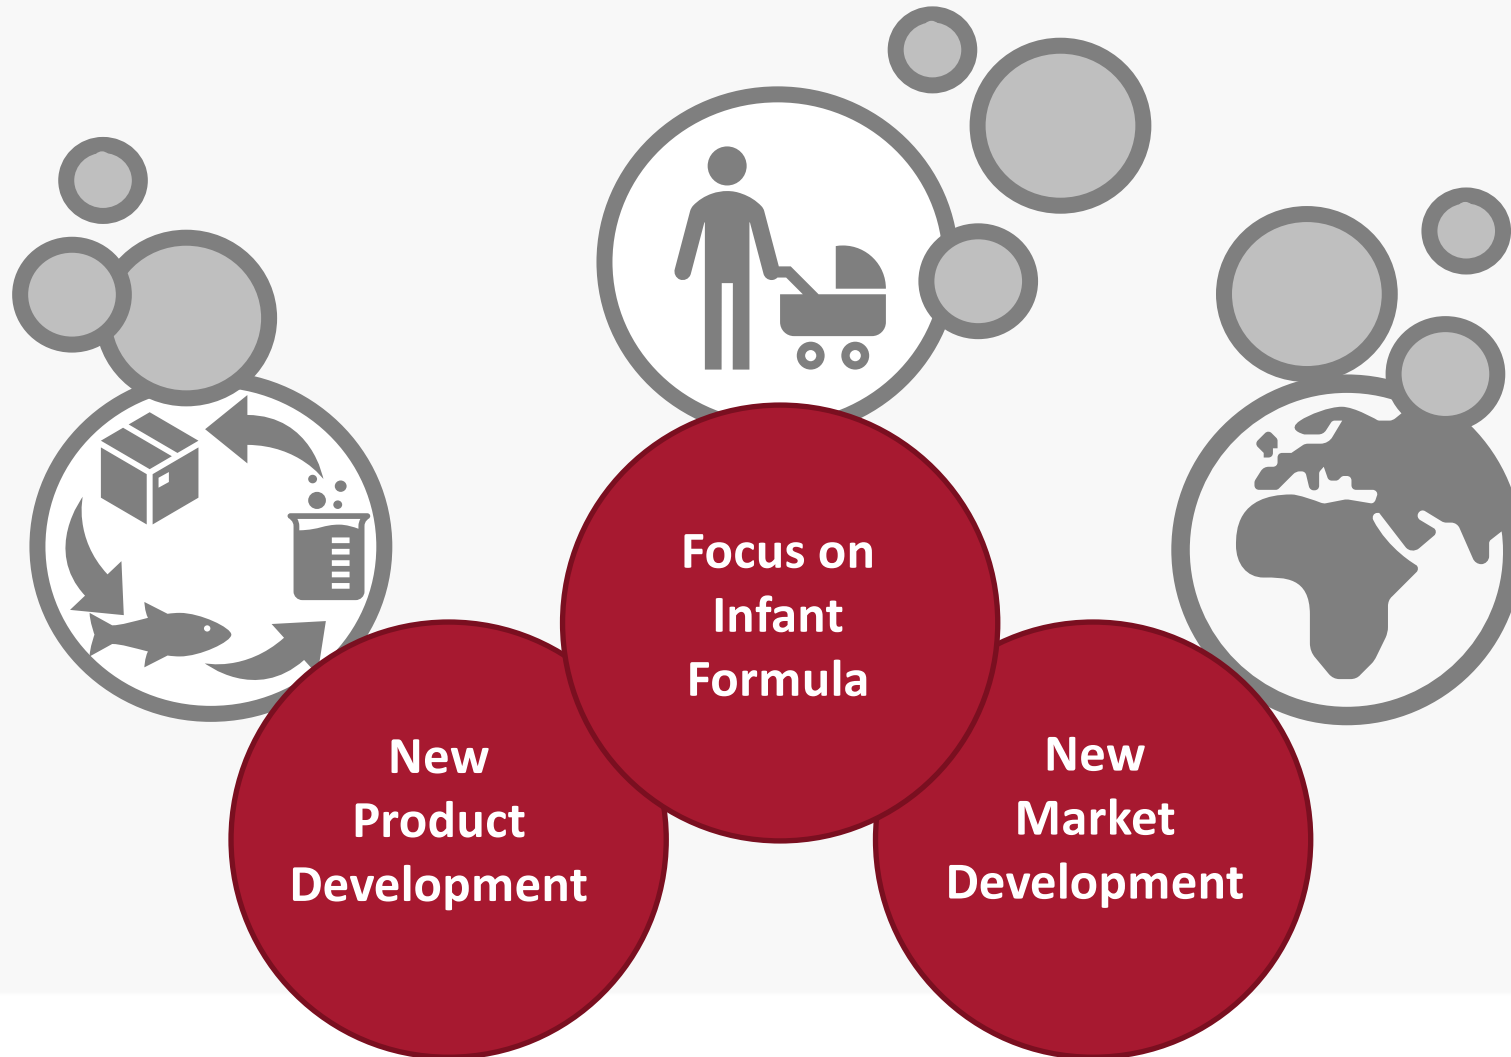 Focus on
Infant
Formula
New
Product
Development
New
Market
Development